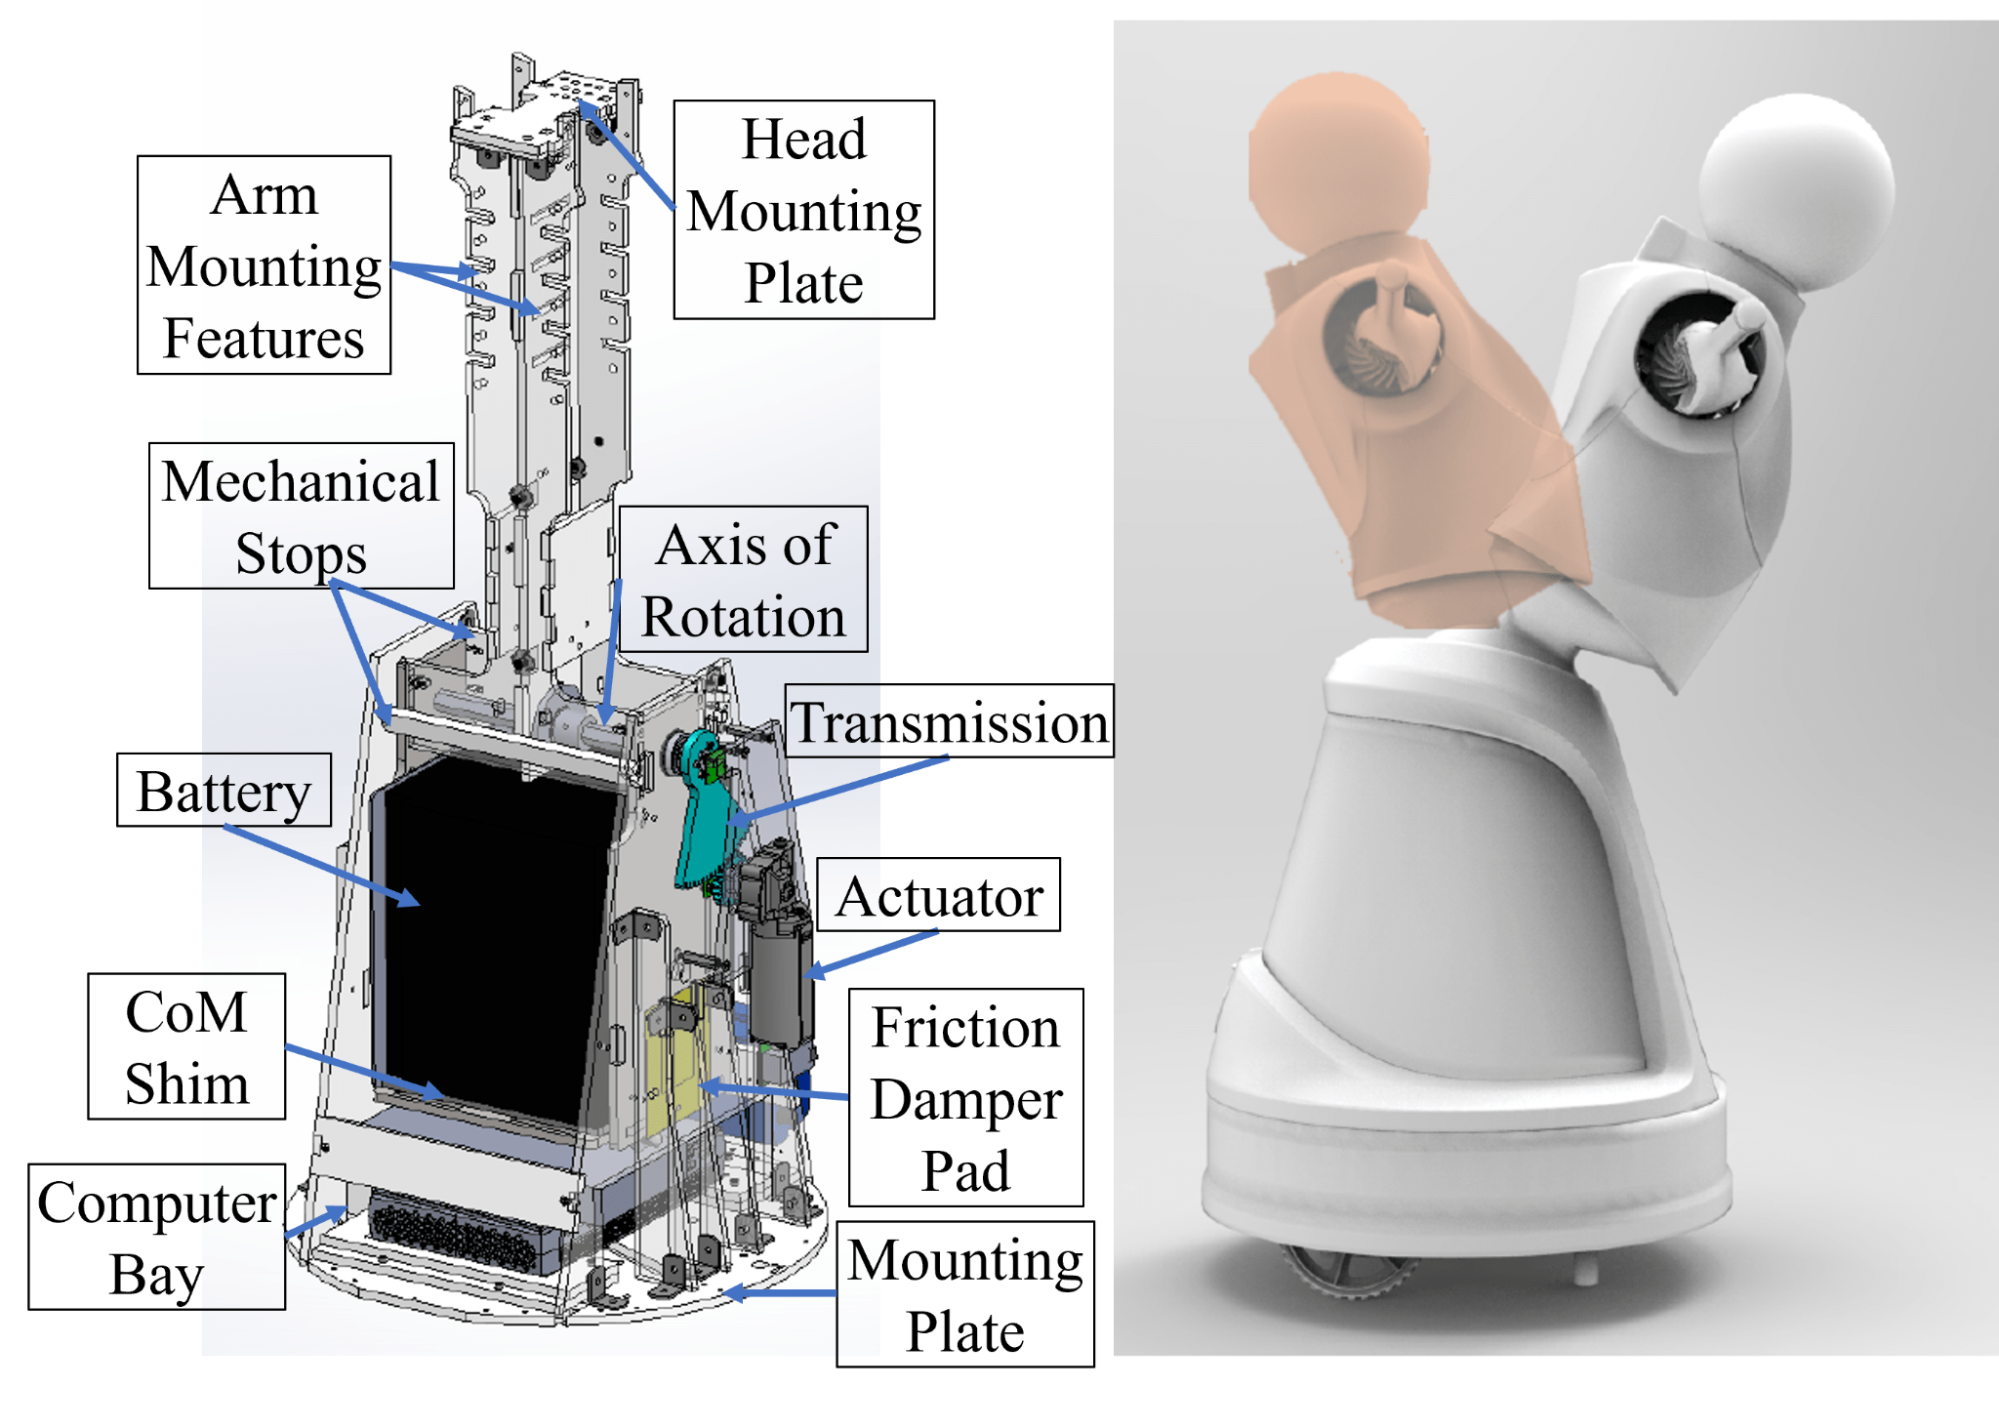 Head
Mounting
Plate
Arm
Mounting
Features
Mechanical
Stops
Axis of
Rotation
Transmission
Battery
Actuator
CoM
Shim
Friction
Damper
Pad
Computer
Bay
Mounting
Plate